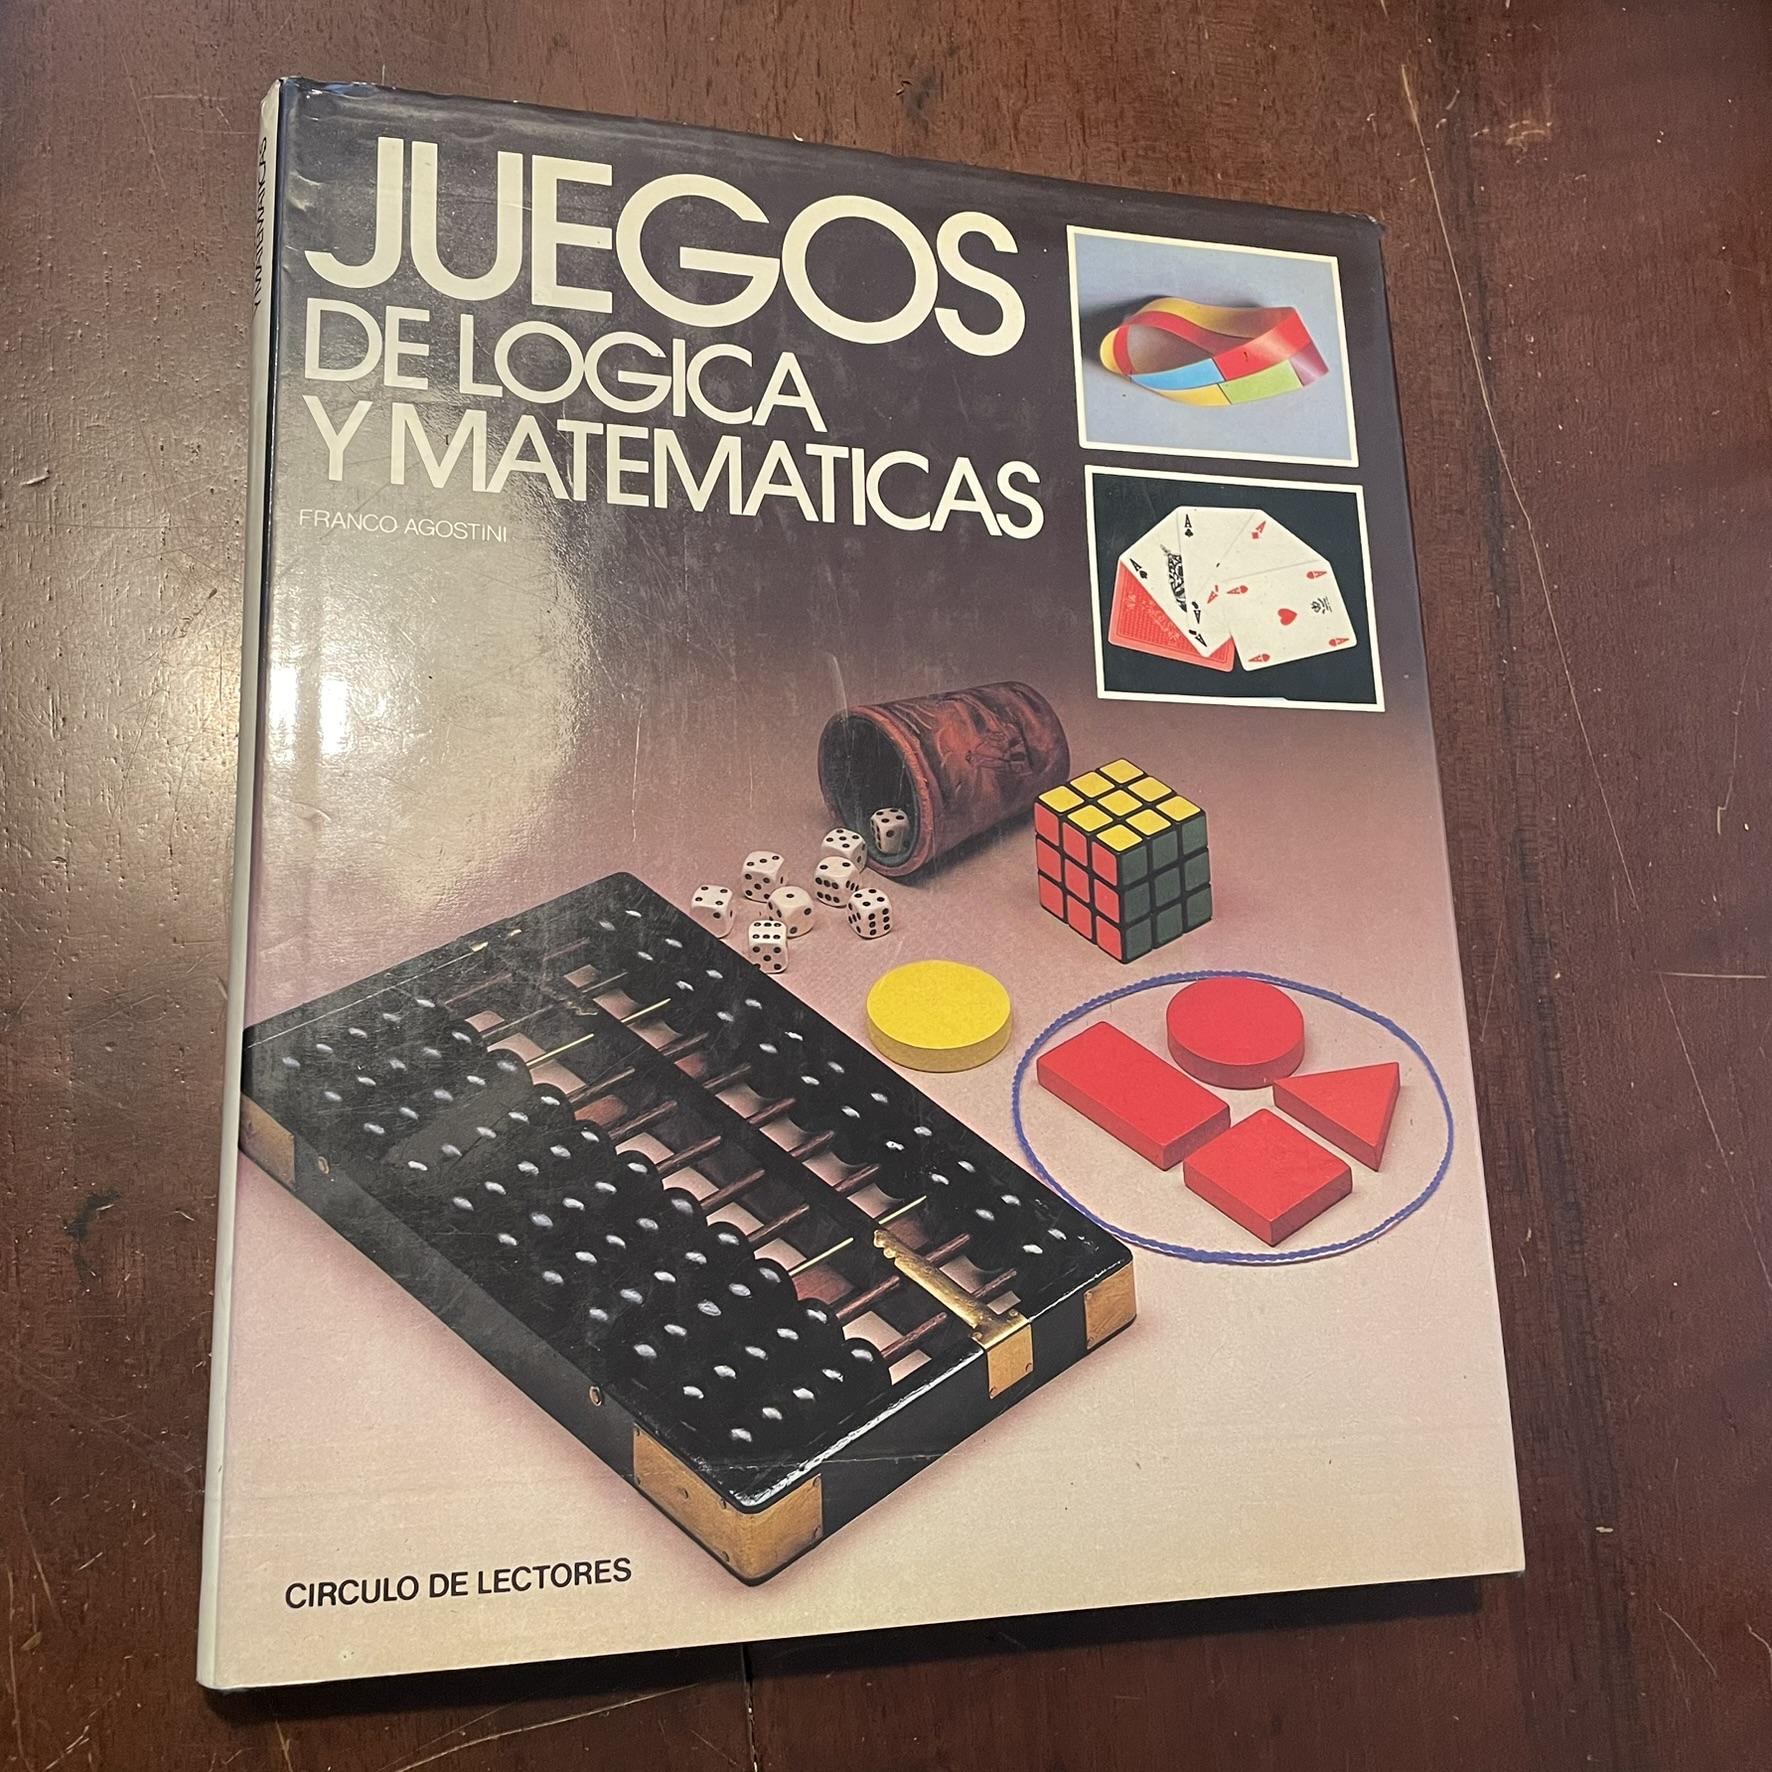 JUEGOS
DE LOGICA
Y MATEMATICAS
FRANCO AGOSTINI
CIRCULO DE LECTORES